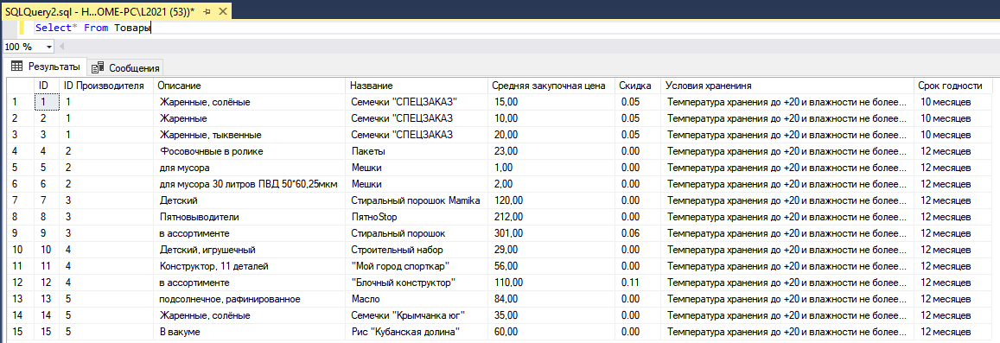 SQLQuery2.sql - H...OME-PC\L2021 (53))*
Select* From Товары
100 %
Результаты Сообщения
ID ID Производителя Описание Название Средняя закупочная цена Скидка Условия хранениня Срок годности
1 1 1 Жаренные, солёные Семечки "СПЕЦЗАКАЗ" 15,00 0.05 Температура хранения до +20 и влажности не более... 10 месяцев
2 2 1 Жаренные Семечки "СПЕЦЗАКАЗ 10,00 0.05 Температура хранения до +20 и влажности не более... 10 месяцев
3 3 1 Жаренные, тыквенные Семечки "СПЕЦЗАКАЗ 20,00 0.05 Температура хранения до +20 и влажности не более... 10 месяцев
4 4 2 Фосовочнвые в ролике Пакеты 23,00 0.00 Температура хранения до +20 и влажности не более... 12 месяцев
5 5 2 для мусора Мешки 1,00 0.00 Температура хранения до +20 и влажности не более... 12 месяцев
6 6 2 для мусора 30 литров ПВД 50*60,25мкм Мешки 2,00 0.00 Температура хранения до +20 и влажности не более... 12 месяцев
7 7 3 Детский Стиральный порошок Mamika 120,00 0.00 Температура хранения до +20 и влажности не более... 12 месяцев
8 8 3 Пятновыводители ПятноStop 212,00 0.00 Температура хранения до +20 и влажности не более... 12 месяцев
9 9 3 в ассортименте Стиральный порошок 301,00 0.06 Температура хранения до +20 и влажности не более... 12 месяцев
10 10 4 Детский, игрушечный Строительный набор 29,00 0.00 Температура хранения до +20 и влажности не более... 12 месяцев
11 11 4 Конструктор, 11 деталей "Мой город спорткар" 56,00 0.00 Температура хранения до +20 и влажности не более... 12 месяцев
12 12 4 в ассортименте "Блочный конструктор" 110,00 0.11 Температура хранения до +20 и влажности не более... 12 месяцев
13 13 5 подсолнечное, рафинированное Масло 84,00 0.00 Температура хранения до +20 и влажности не более... 12 месяцев
14 14 5 Жаренные, солёные Семечки "Крымчанка юг" 35,00 0.00 Температура хранения до +20 и влажности не более... 12 месяцев
15 15 5 В вакуме Рис "Кубанская долина" 60,00 0.00 Температура хранения до +20 и влажности не более... 12 месяцев